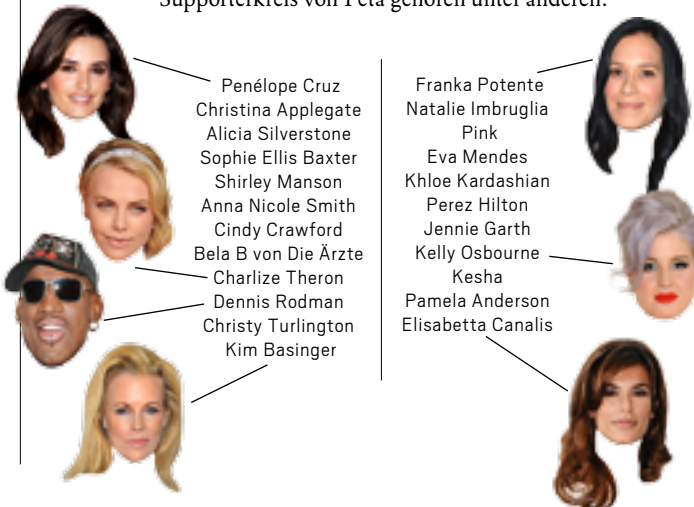 Supporterkreis von Peta gehören unter anderen:
Penélope Cruz
Christina Applegate
Alicia Silverstone
Sophie Ellis Baxter
Shirley Manson
Anna Nicole Smith
Cindy Crawford
Bela B von Die Ärzte
Charlize Theron
Dennis Rodman
Christy Turlington
Kim Basinger
Franka Potente
Natalie Imbruglia
Pink
Eva Mendes
Khloe Kardashian
Perez Hilton
Jennie Garth
Kelly Osbourne
Kesha
Pamela Anderson
Elisabetta Canalis